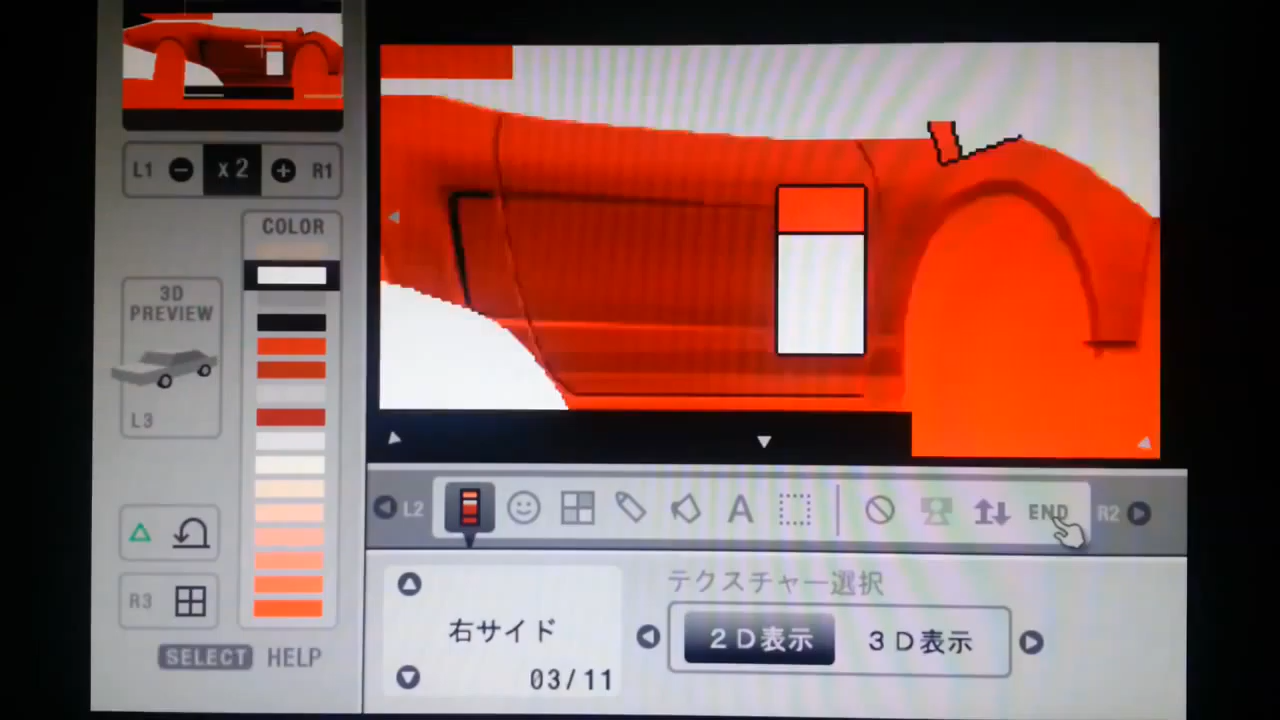 L1 x2 R1
COLOR
3D
PREVIEW
L3
R3
SELECT HELP
L2 A END R2
テクスチャー選択
右サイド
03/11
2D表示 3D表示